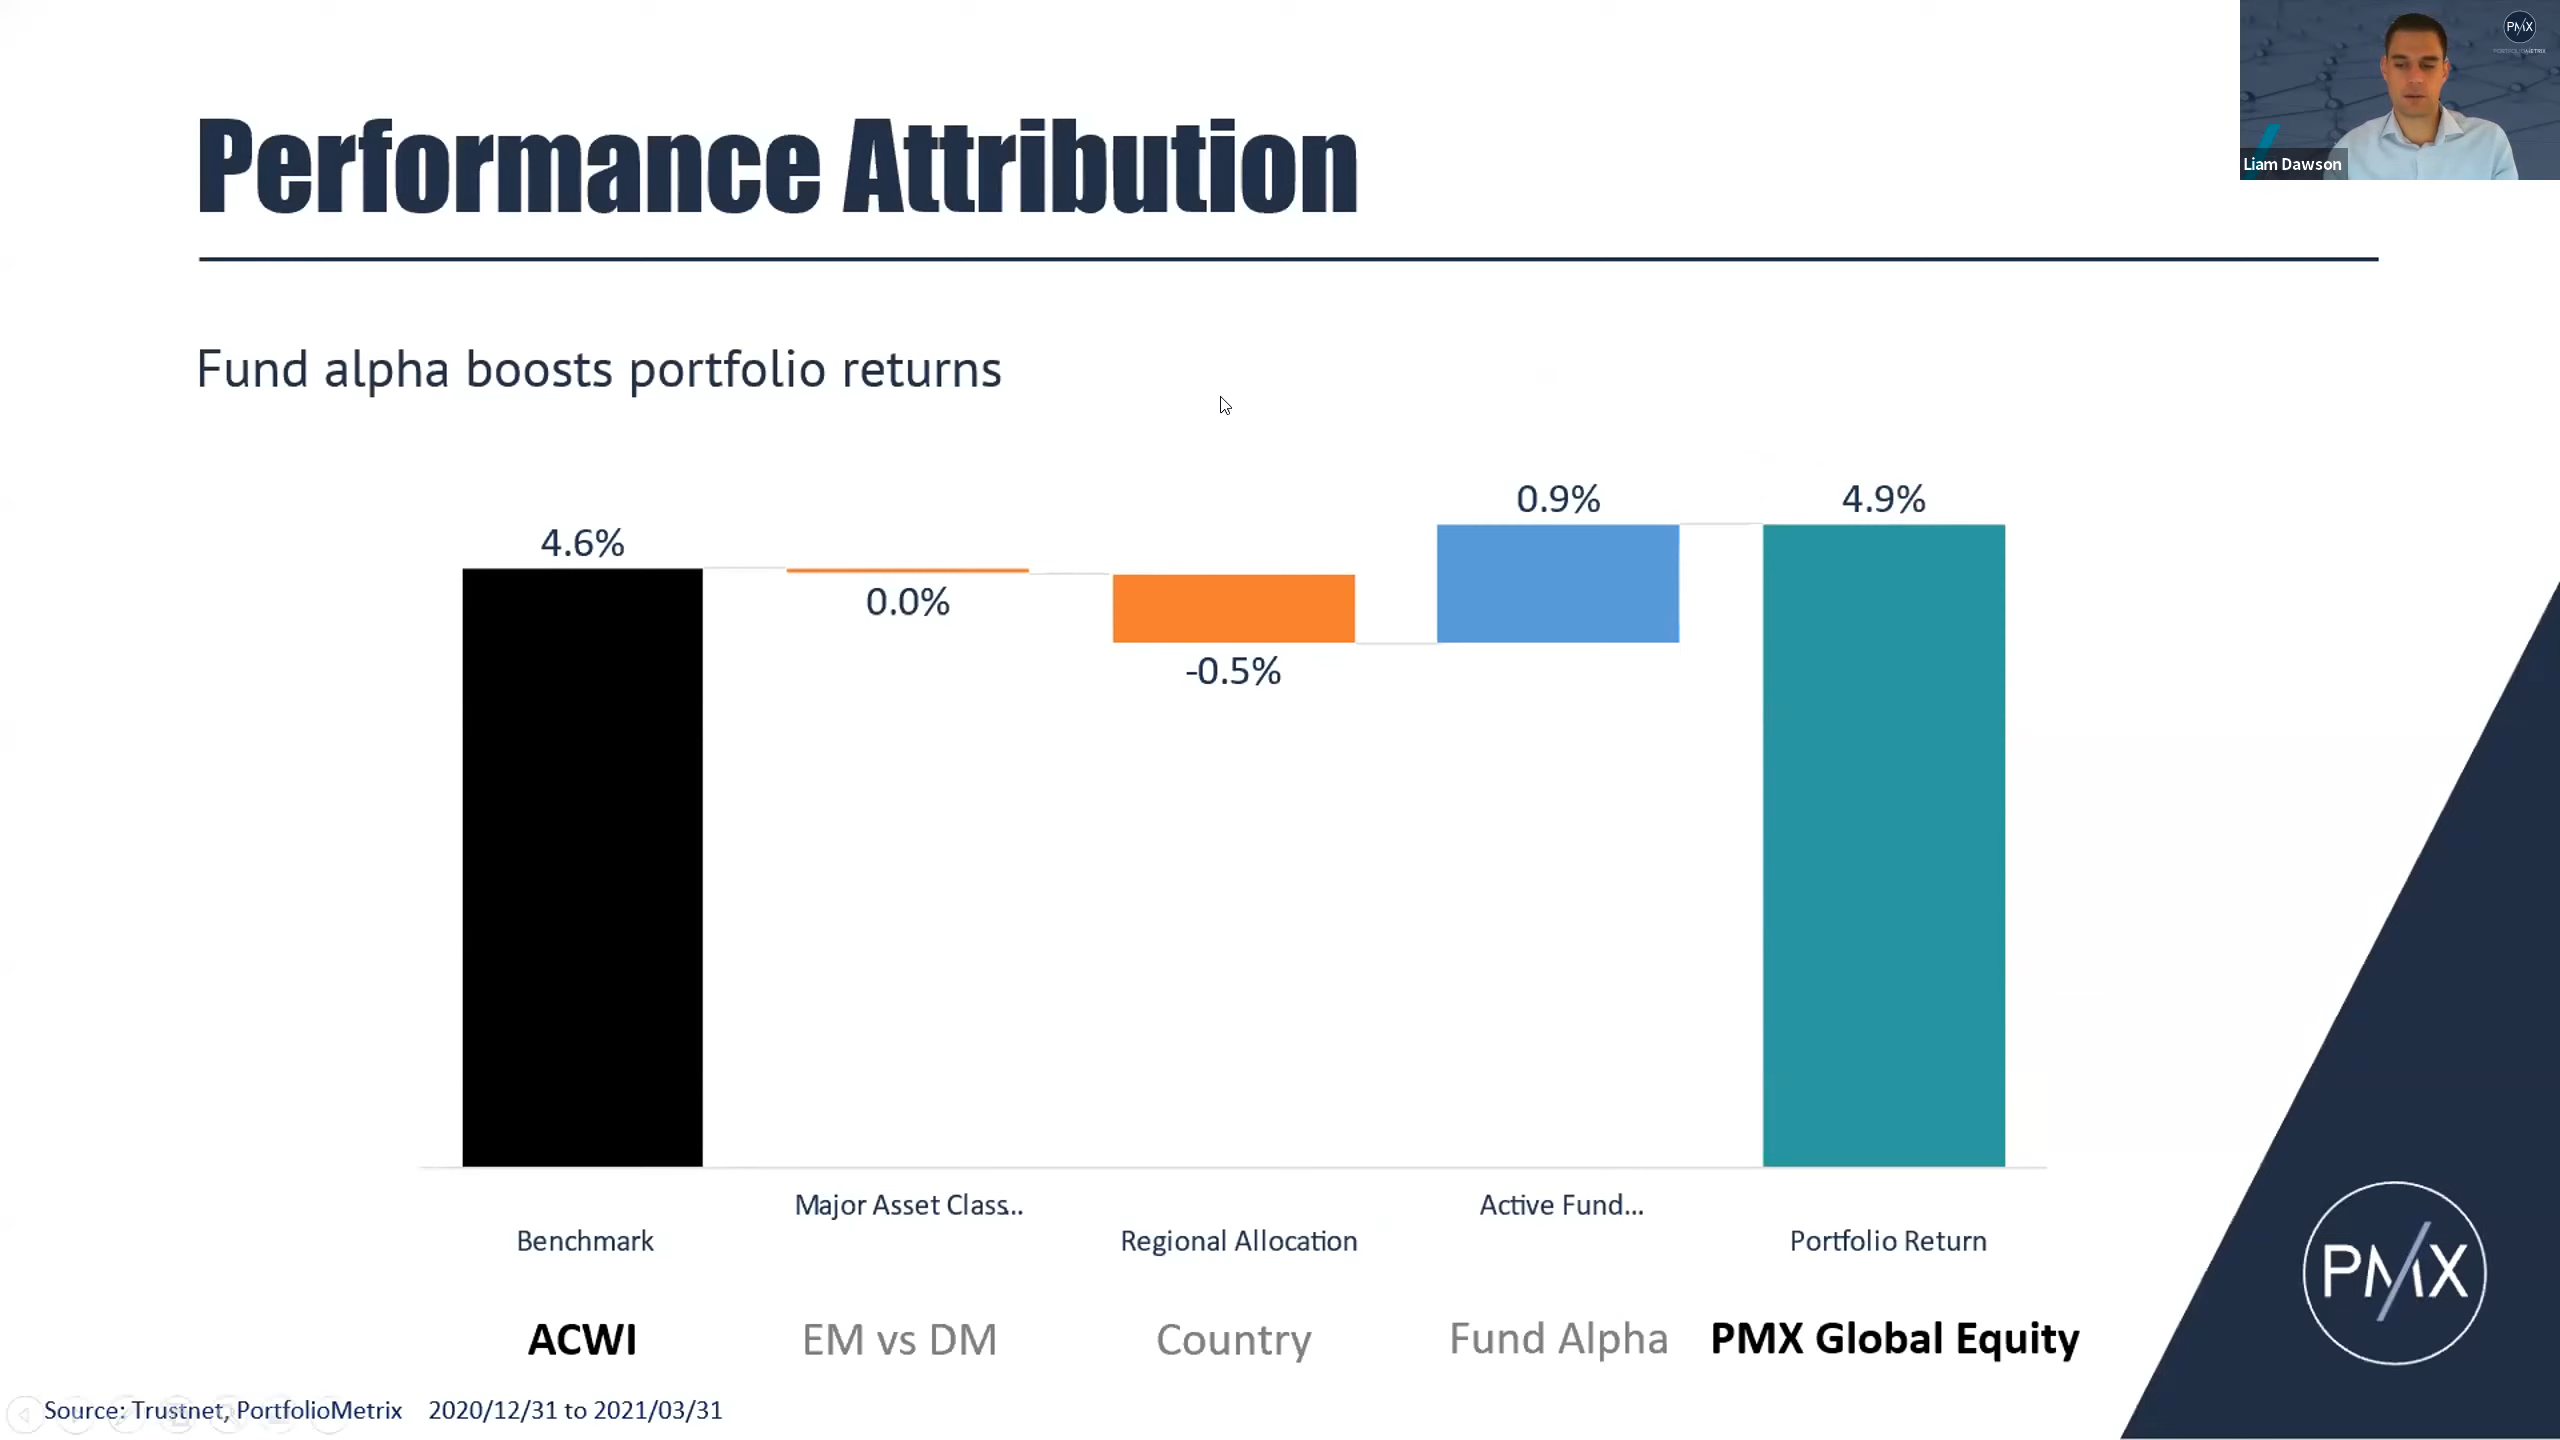 PMX
Liam Dawson
Performance Attribution
Fund alpha boosts portfolio returns
4.6%
0.0%
-0.5%
0.9%
4.9%
Benchmark
Major Asset Class...
Regional Allocation
Active Fund...
Portfolio Return
ACWI
EM vs DM
Country
Fund Alpha
PMX Global Equity
PMX
Source: Trustnet, PortfolioMetrix 2020/12/31 to 2021/03/31